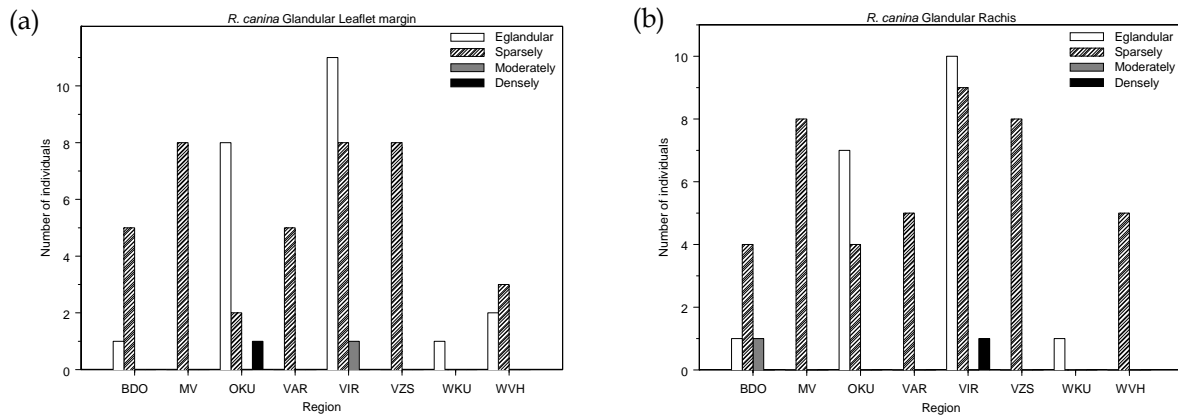 (a)
R. canina Glandular Leaflet margin
Eglandular
Sparsely
Moderately
Densely
10
8
6
4
2
0
Number of individuals
BDO MV OKU VAR VIR VZS WKU WVH
Region
(b)
R. canina Glandular Rachis
Eglandular
Sparsely
Moderately
Densely
10
8
6
4
2
0
Number of individuals
BDO MV OKU VAR VIR VZS WKU WVH
Region